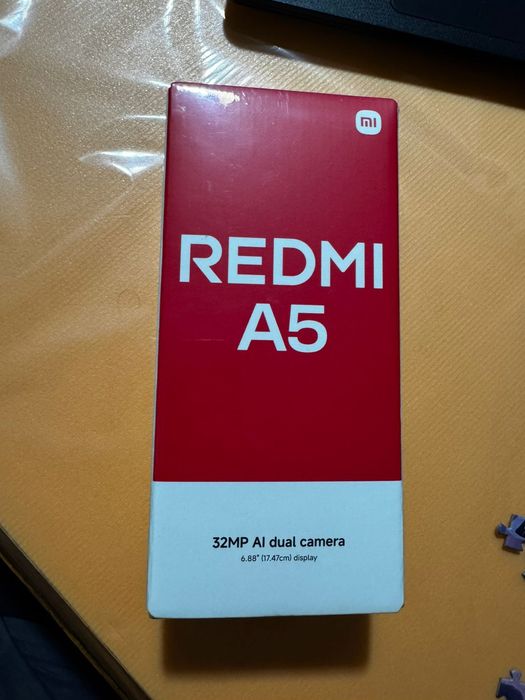 mi
REDMI
A5
32MP AI dual camera
6.88" (17.47cm) display